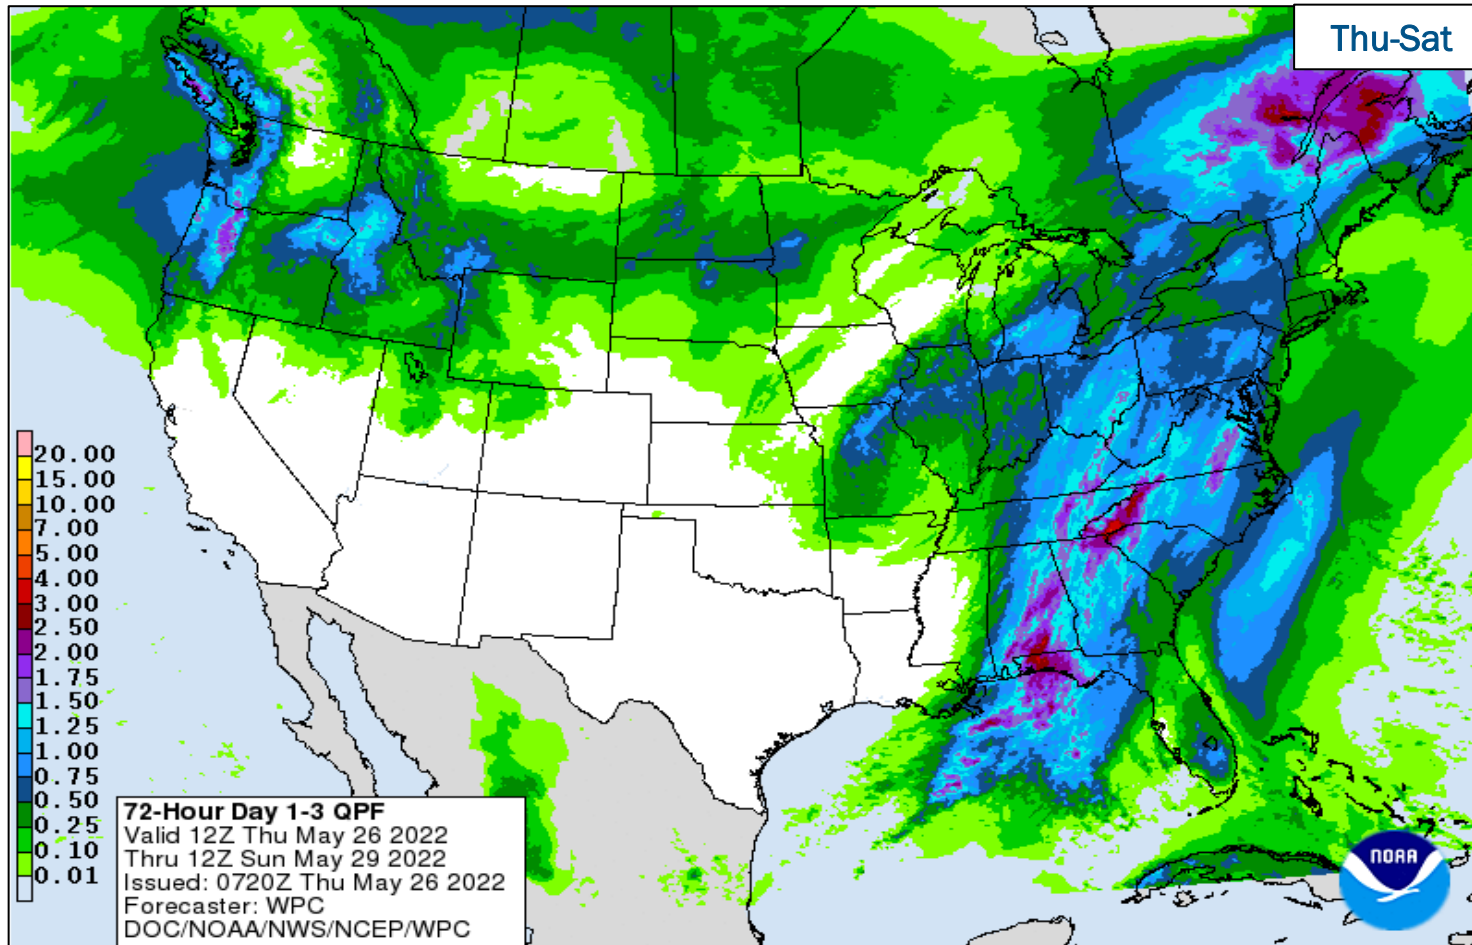 Thu-Sat
20.00
15.00
10.00
7.00
5.00
4.00
3.00
2.50
2.00
1.75
1.50
1.25
1.00
0.75
0.50
0.25
0.10
0.01
72-Hour Day 1-3 QPF
Valid 12Z Thu May 26 2022
Thru 12Z Sun May 29 2022
Issued: 0720Z Thu May 26 2022
Forecaster: WPC
DOC/NOAA/NWS/NCEP/WPC
NOAA